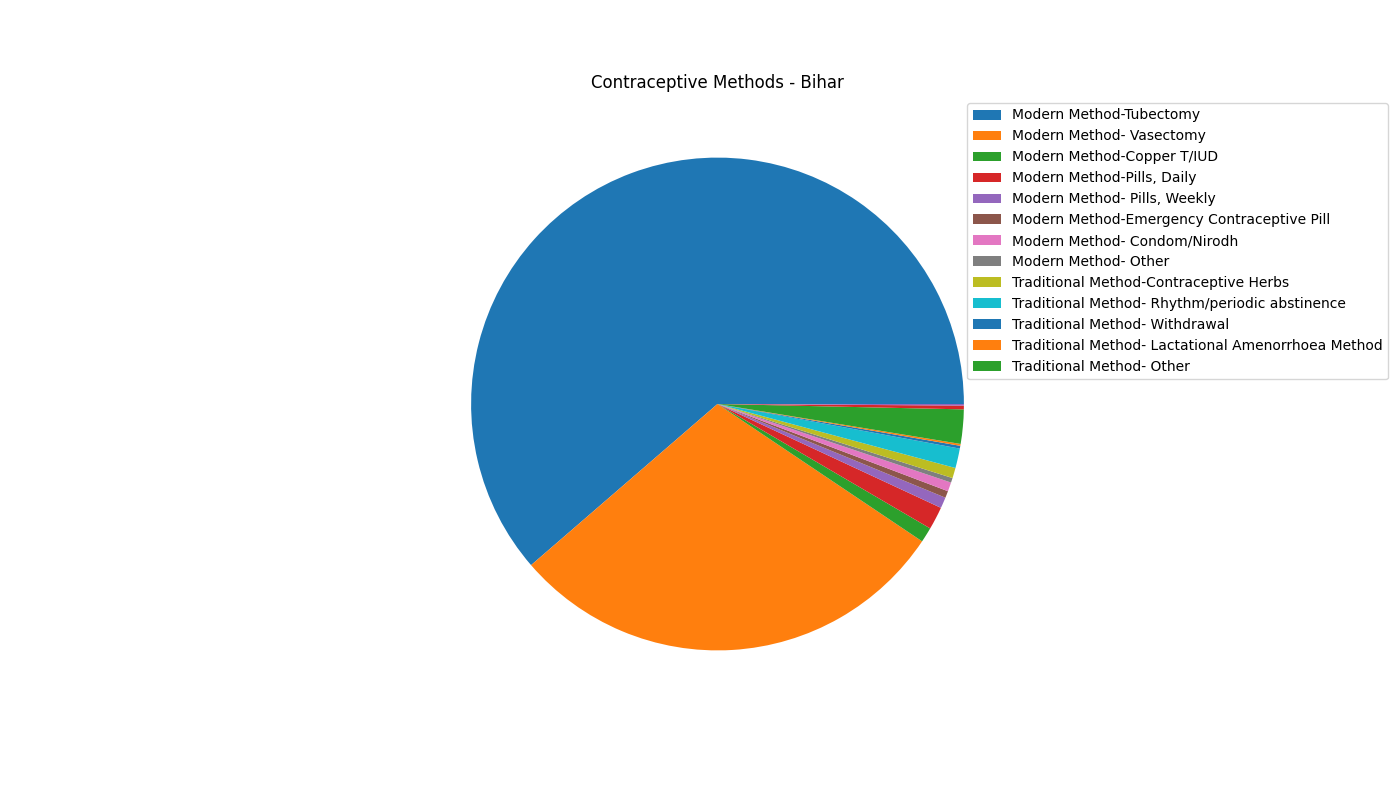 Contraceptive Methods - Bihar
Modern Method-Tubectomy
Modern Method- Vasectomy
Modern Method-Copper T/IUD
Modern Method-Pills, Daily
Modern Method- Pills, Weekly
Modern Method-Emergency Contraceptive Pill
Modern Method- Condom/Nirodh
Modern Method- Other
Traditional Method-Contraceptive Herbs
Traditional Method- Rhythm/periodic abstinence
Traditional Method- Withdrawal
Traditional Method- Lactational Amenorrhoea Method
Traditional Method- Other